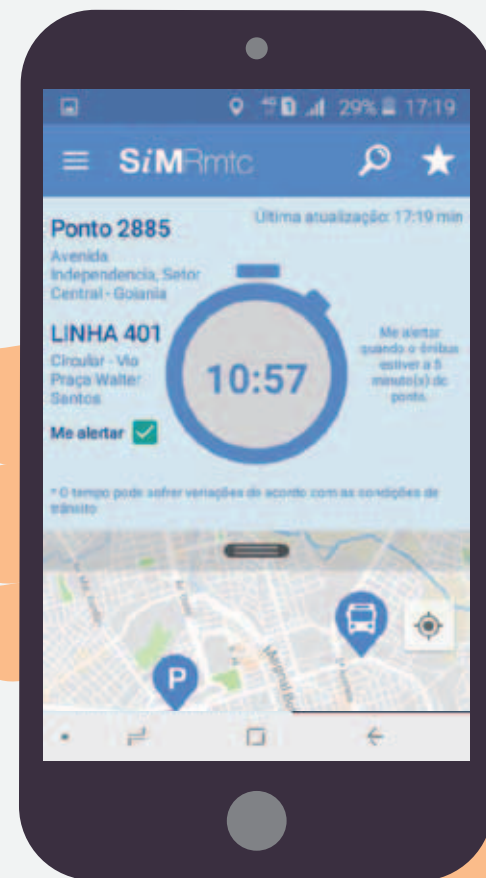 4G 1 29% 17:19
SiMRmtc
Última atualização: 17:19 min
Ponto 2885
Avenida
Independencia, Setor
Central - Goiania
LINHA 401
Circular - Via
Praça Walter
Santos
Me alertar
10:57
Me alertar
quando o ônibus
estiver a 5
minuto(s) do
ponto.
* O tempo pode sofrer variações de acordo com as condições de
trânsito
P